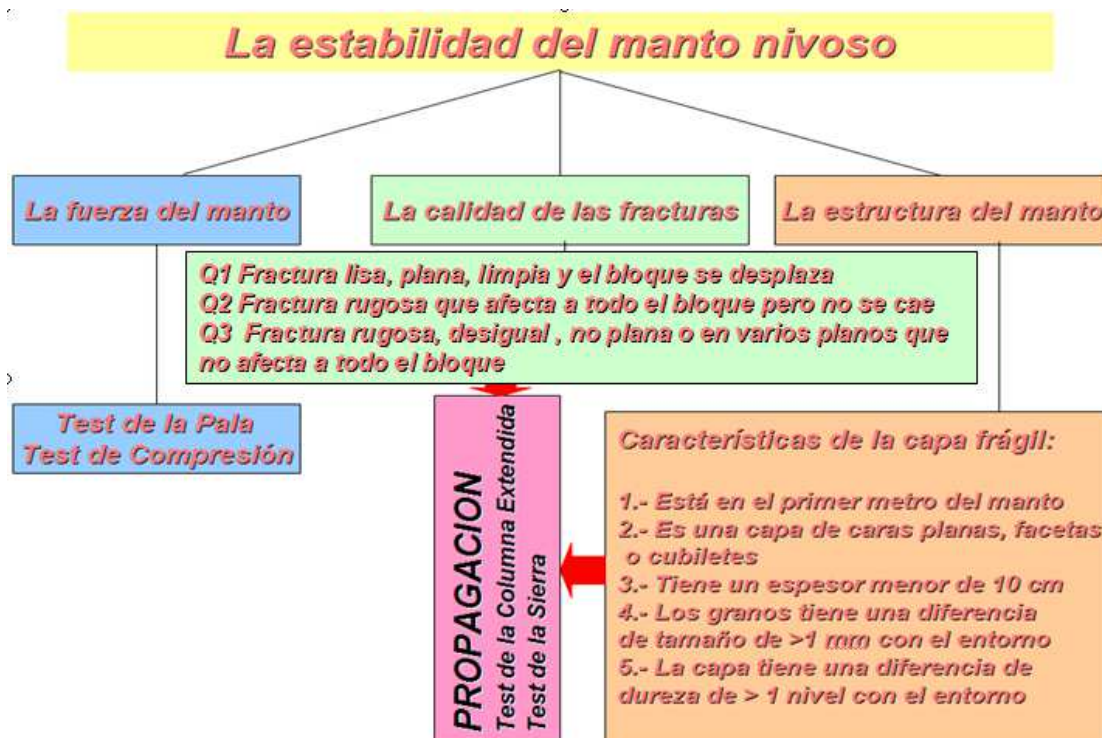 La estabilidad del manto nivoso
La fuerza del manto
La calidad de las fracturas
La estructura del manto
Q1 Fractura lisa, plana, limpia y el bloque se desplaza
Q2 Fractura rugosa que afecta a todo el bloque pero no se cae
Q3 Fractura rugosa, desigual , no plana o en varios planos que
no afecta a todo el bloque
Test de la Pala
Test de Compresión
PROPAGACION
Test de la Columna Extendida
Test de la Sierra
Características de la capa frágil:
1.- Está en el primer metro del manto
2.- Es una capa de caras planas, facetas
o cubiletes
3.- Tiene un espesor menor de 10 cm
4.- Los granos tiene una diferencia
de tamaño de >1 mm con el entorno
5.- La capa tiene una diferencia de
dureza de > 1 nivel con el entorno